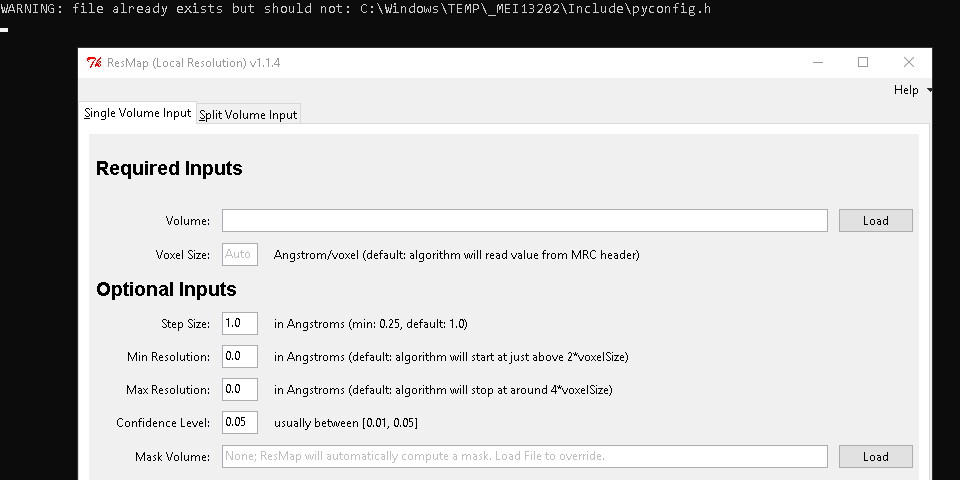 WARNING: file already exists but should not: C:\Windows\TEMP\_MEI13202\Include\pyconfig.h
ResMap (Local Resolution) v1.1.4
Help
Single Volume Input Split Volume Input
Required Inputs
Volume: Load
Voxel Size: Auto Angstrom/voxel (default: algorithm will read value from MRC header)
Optional Inputs
Step Size: 1.0 in Angstroms (min: 0.25, default: 1.0)
Min Resolution: 0.0 in Angstroms (default: algorithm will start at just above 2*voxelSize)
Max Resolution: 0.0 in Angstroms (default: algorithm will stop at around 4*voxelSize)
Confidence Level: 0.05 usually between [0.01, 0.05]
Mask Volume: None; ResMap will automatically compute a mask. Load File to override. Load